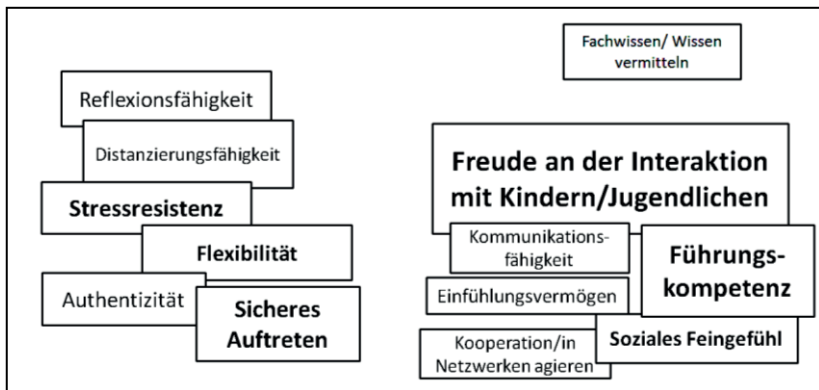 Fachwissen/ Wissen
vermitteln
Reflexionsfähigkeit
Distanzierungsfähigkeit
Stressresistenz
Flexibilität
Authentizität
Sicheres
Auftreten
Freude an der Interaktion
mit Kindern/Jugendlichen
Kommunikations-
fähigkeit
Führungs-
kompetenz
Einfühlungsvermögen
Soziales Feingefühl
Kooperation/in
Netzwerken agieren